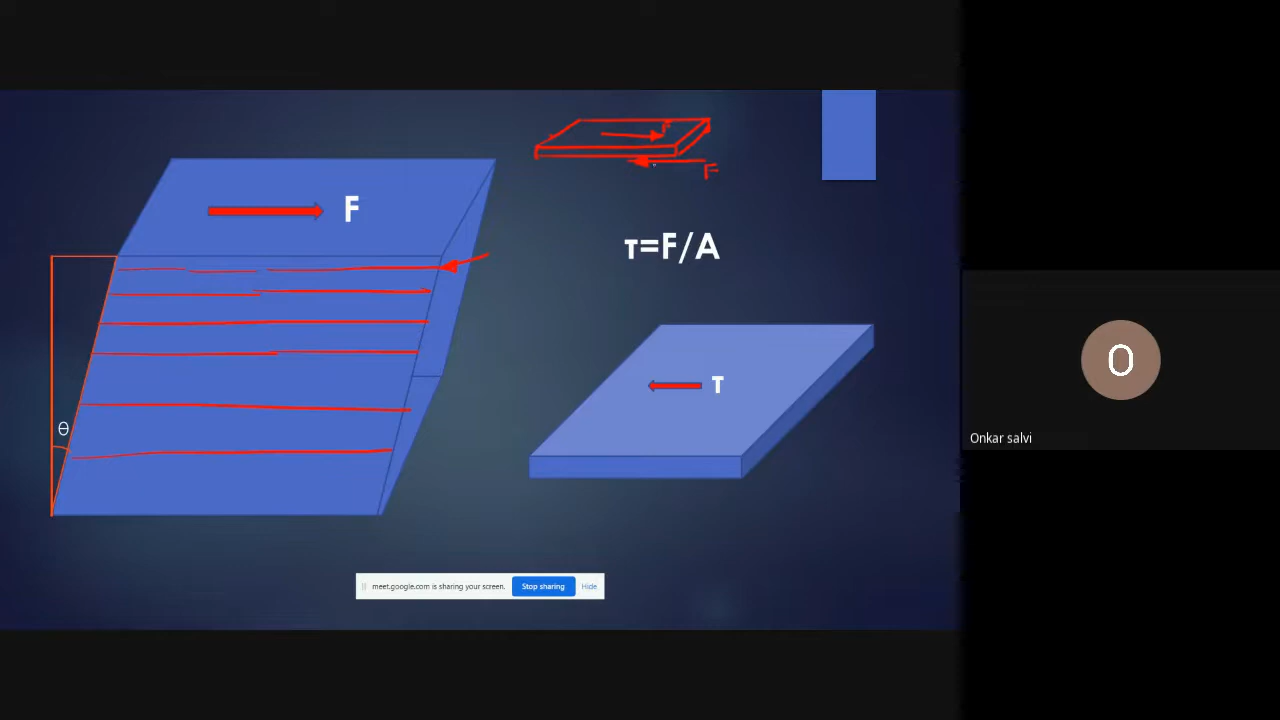 F
F
F
τ=F/A
τ
θ
meet.google.com is sharing your screen. Stop sharing Hide
O
Onkar salvi